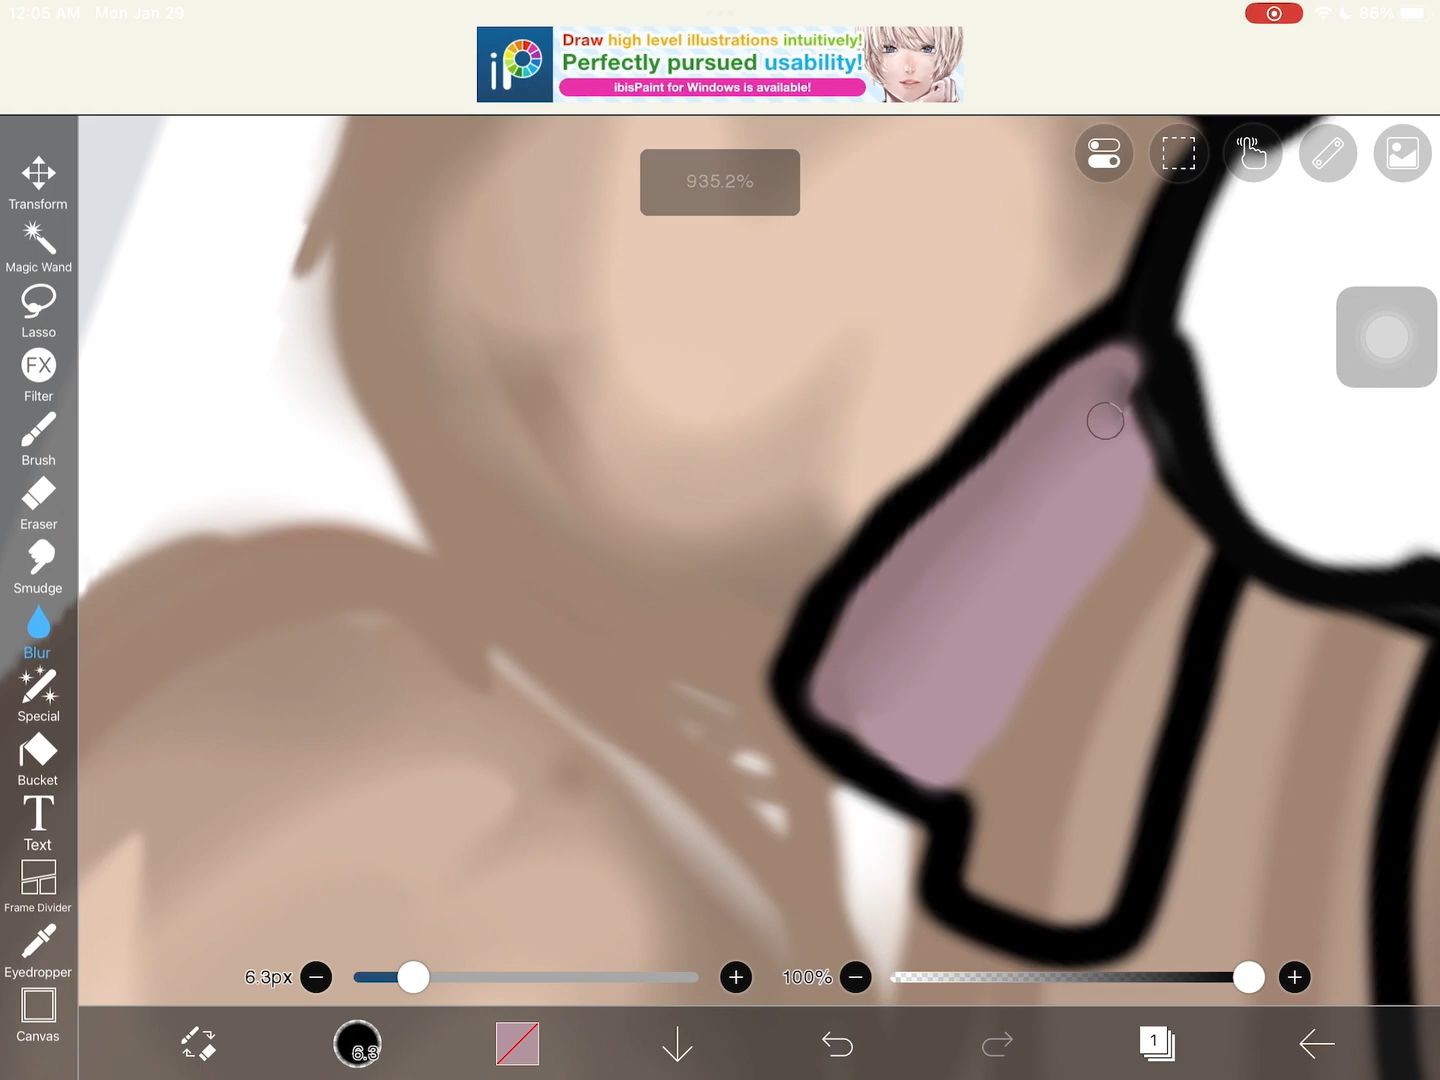 12:05 AM Mon Jan 29
86%
iP
Draw high level illustrations intuitively!
Perfectly pursued usability!
ibisPaint for Windows is available!
935.2%
Transform
Magic Wand
Lasso
FX
Filter
Brush
Eraser
Smudge
Blur
Special
Bucket
T
Text
Frame Divider
Eyedropper
Canvas
6.3px
100%
6.3
1